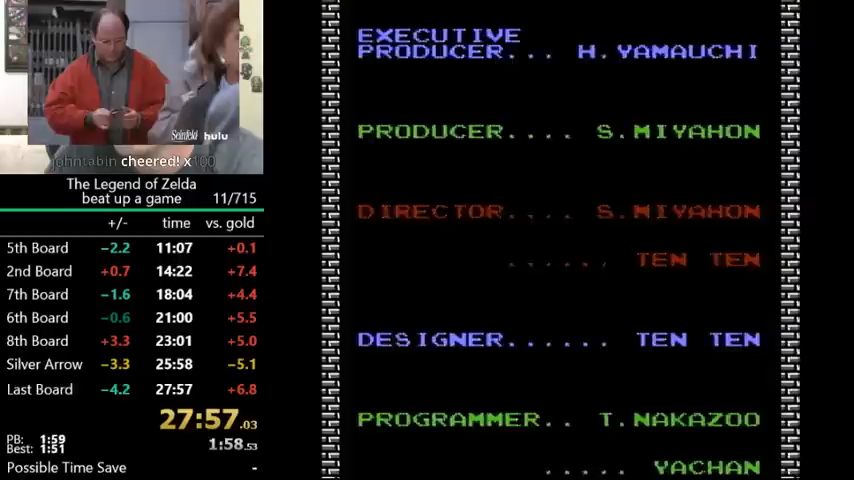 EXECUTIVE
PRODUCER... H.YAMAUCHI
PRODUCER.... S.MIYAHON
DIRECTOR.... S.MIYAHON
...... TEN TEN
DESIGNER...... TEN TEN
PROGRAMMER.. T.NAKAZOO
..... YACHAN
Seinfeld hulu
johntabin cheered! x100
The Legend of Zelda
beat up a game 11/715
+/- time vs. gold
5th Board −2.2 11:07 +0.1
2nd Board +0.7 14:22 +7.4
7th Board −1.6 18:04 +4.4
6th Board −0.6 21:00 +5.5
8th Board +3.3 23:01 +5.0
Silver Arrow −3.3 25:58 −5.1
Last Board −4.2 27:57 +6.8
27:57.03
PB: 1:59
Best: 1:51
1:58.53
Possible Time Save -